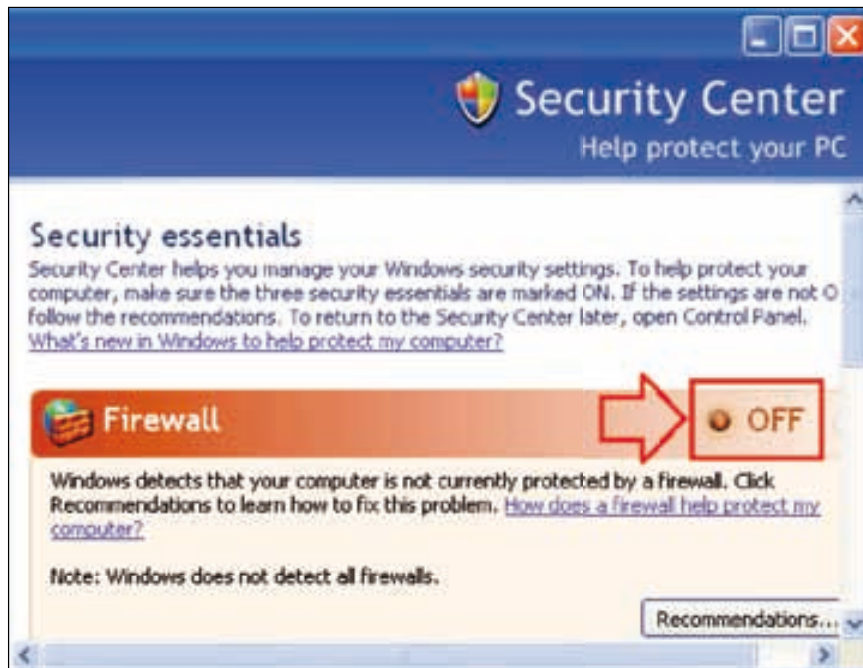 Security Center
Help protect your PC
Security essentials
Security Center helps you manage your Windows security settings. To help protect your
computer, make sure the three security essentials are marked ON. If the settings are not O
follow the recommendations. To return to the Security Center later, open Control Panel.
What's new in Windows to help protect my computer?
Firewall
OFF
Windows detects that your computer is not currently protected by a firewall. Click
Recommendations to learn how to fix this problem. How does a firewall help protect my
computer?
Note: Windows does not detect all firewalls.
Recommendations...